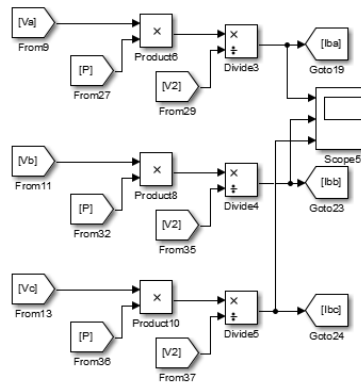 [Va]
From9
×
Product6
[P]
From27
×
÷
Divide3
[V2]
From29
[Iba]
Goto19
Scope5
[Vb]
From11
×
Product8
[P]
From32
×
÷
Divide4
[V2]
From35
[Ibb]
Goto23
[Vc]
From13
×
Product10
[P]
From36
×
÷
Divide5
[V2]
From37
[Ibc]
Goto24